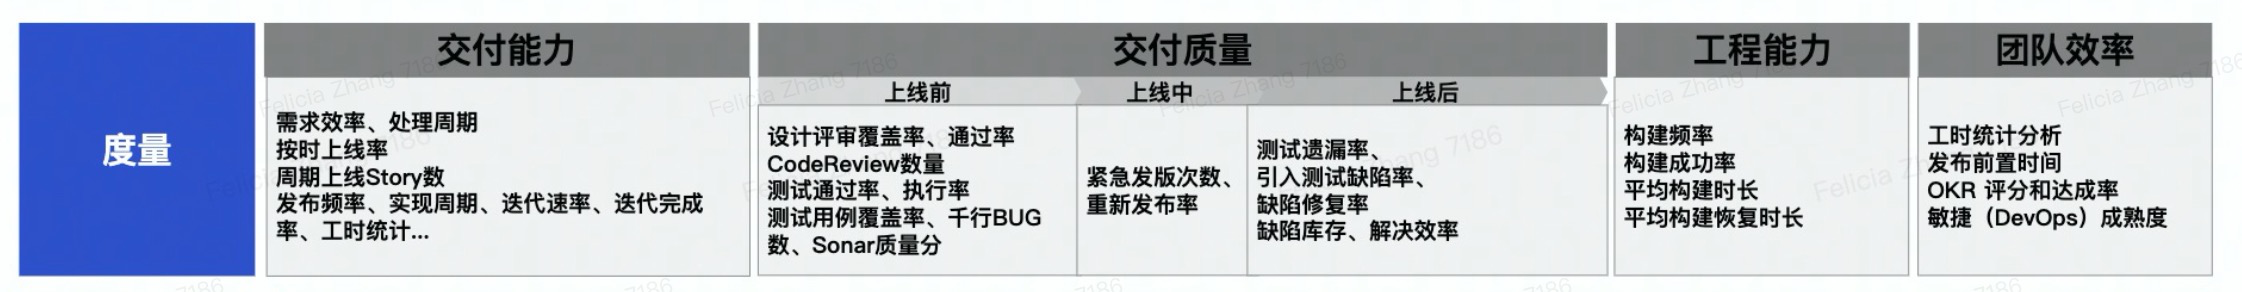 度量
交付能力
需求效率、处理周期
按时上线率
周期上线Story数
发布频率、实现周期、迭代速率、迭代完成
率、工时统计...
交付质量
上线前
设计评审覆盖率、通过率
CodeReview数量
测试通过率、执行率
测试用例覆盖率、千行BUG
数、Sonar质量分
上线中
紧急发版次数、
重新发布率
上线后
测试遗漏率、
引入测试缺陷率、
缺陷修复率
缺陷库存、解决效率
工程能力
构建频率
构建成功率
平均构建时长
平均构建恢复时长
团队效率
工时统计分析
发布前置时间
OKR 评分和达成率
敏捷（DevOps）成熟度
Felicia Zhang 7186